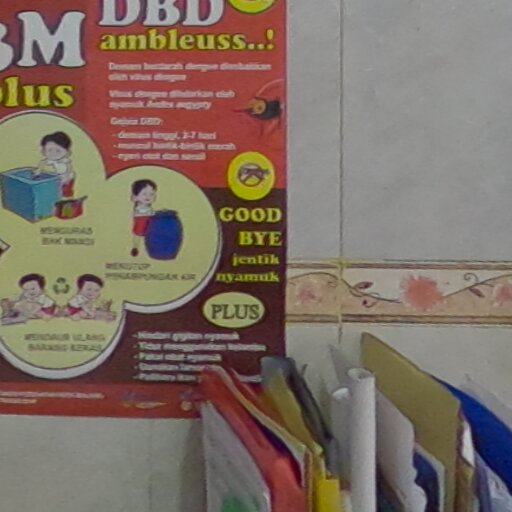 DBD
3M
ambleuss..!
plus
Demam berdarah dengue disebabkan
oleh virus dengue
Virus dengue ditularkan oleh
nyamuk Aedes aegypty
Gejala DBD:
- demam tinggi, 2-7 hari
- muncul bintik-bintik merah
- nyeri otot dan sendi
GOOD
BYE
jentik
nyamuk
MENGURAS
BAK MANDI
MENUTUP
PENAMPUNGAN AIR
MENDAUR ULANG
BARANG BEKAS
PLUS
- Hindari gigitan nyamuk
- Tidur menggunakan kelambu
- Pakai obat nyamuk
- Gunakan